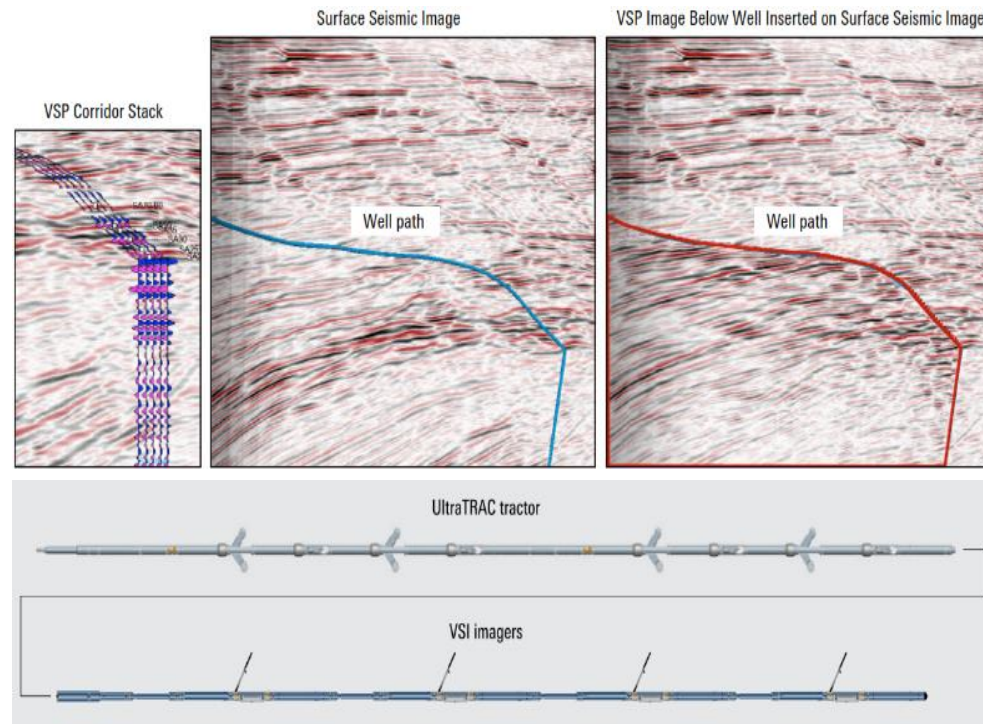 Surface Seismic Image
VSP Image Below Well Inserted on Surface Seismic Image
VSP Corridor Stack
Well path
Well path
UltraTRAC tractor
VSI imagers